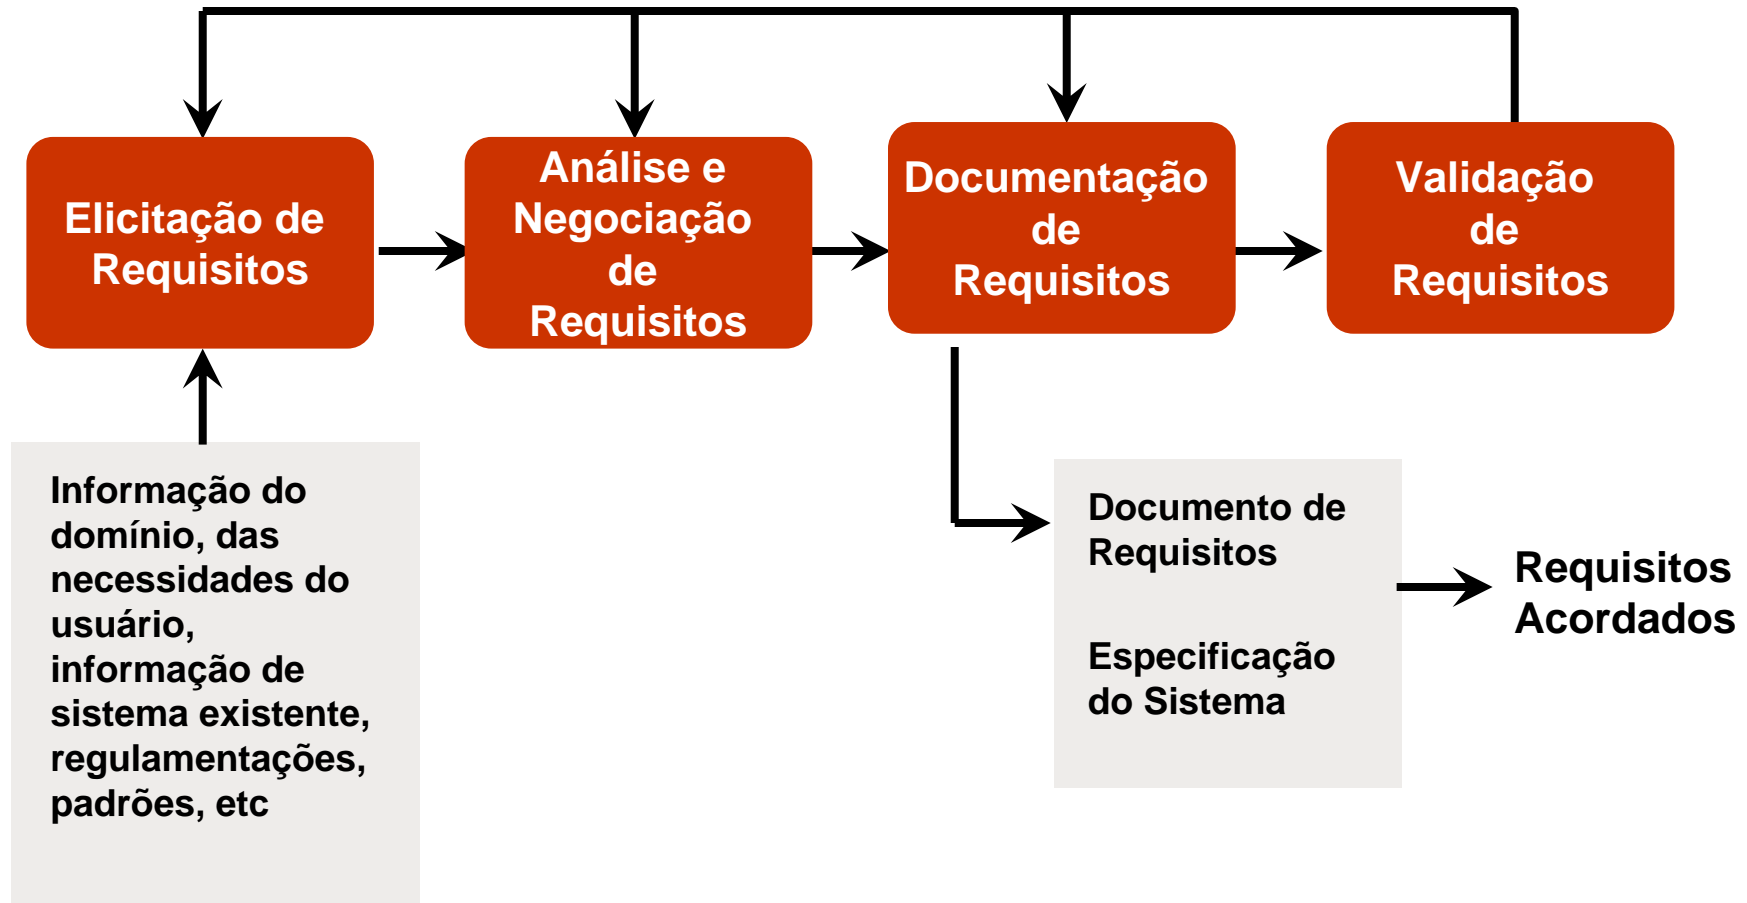 Elicitação de
Requisitos
Análise e
Negociação
de
Requisitos
Documentação
de
Requisitos
Validação
de
Requisitos
Informação do
domínio, das
necessidades do
usuário,
informação de
sistema existente,
regulamentações,
padrões, etc
Documento de
Requisitos
Especificação
do Sistema
Requisitos
Acordados